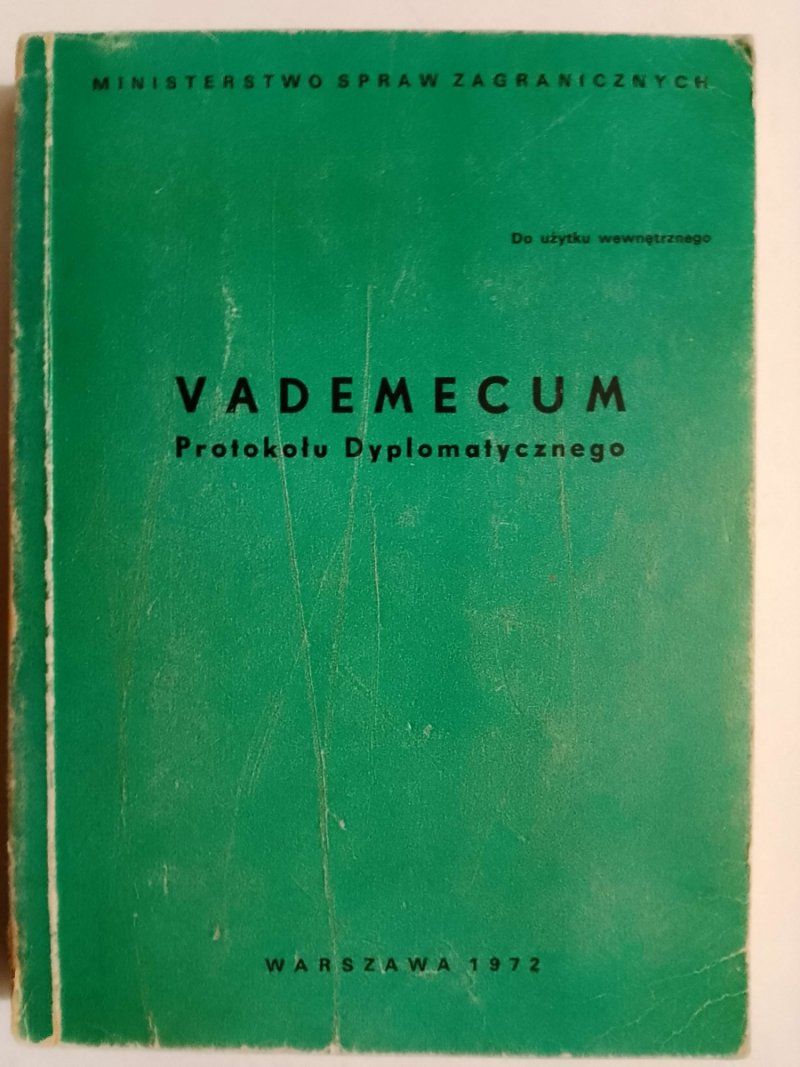 MINISTERSTWO SPRAW ZAGRANICZNYCH
Do użytku wewnętrznego
VADEMECUM
Protokołu Dyplomatycznego
WARSZAWA 1972